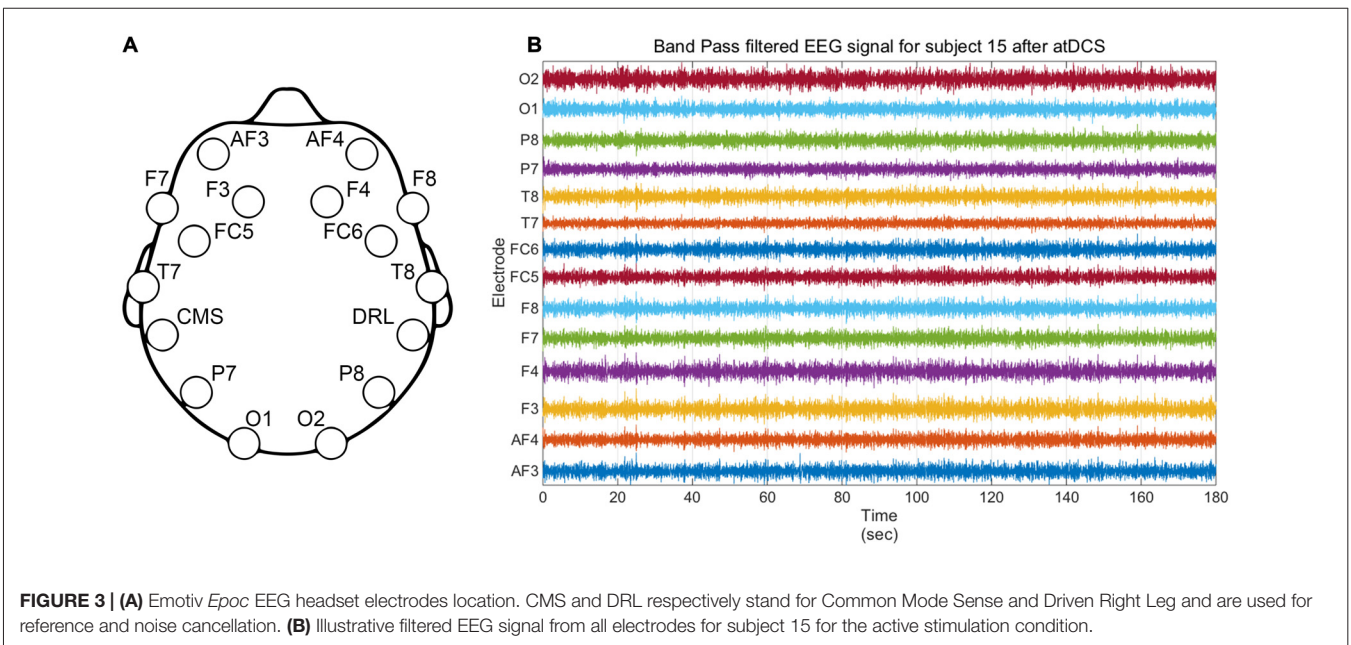 A
AF3
AF4
F7
F3
F4
F8
FC5
FC6
T7
T8
CMS
DRL
P7
P8
O1
O2
B
Band Pass filtered EEG signal for subject 15 after atDCS
Electrode
O2
O1
P8
P7
T8
T7
FC6
FC5
F8
F7
F4
F3
AF4
AF3
0 20 40 60 80 100 120 140 160 180
Time
(sec)
FIGURE 3 | (A) Emotiv Epoc EEG headset electrodes location. CMS and DRL respectively stand for Common Mode Sense and Driven Right Leg and are used for
reference and noise cancellation. (B) Illustrative filtered EEG signal from all electrodes for subject 15 for the active stimulation condition.